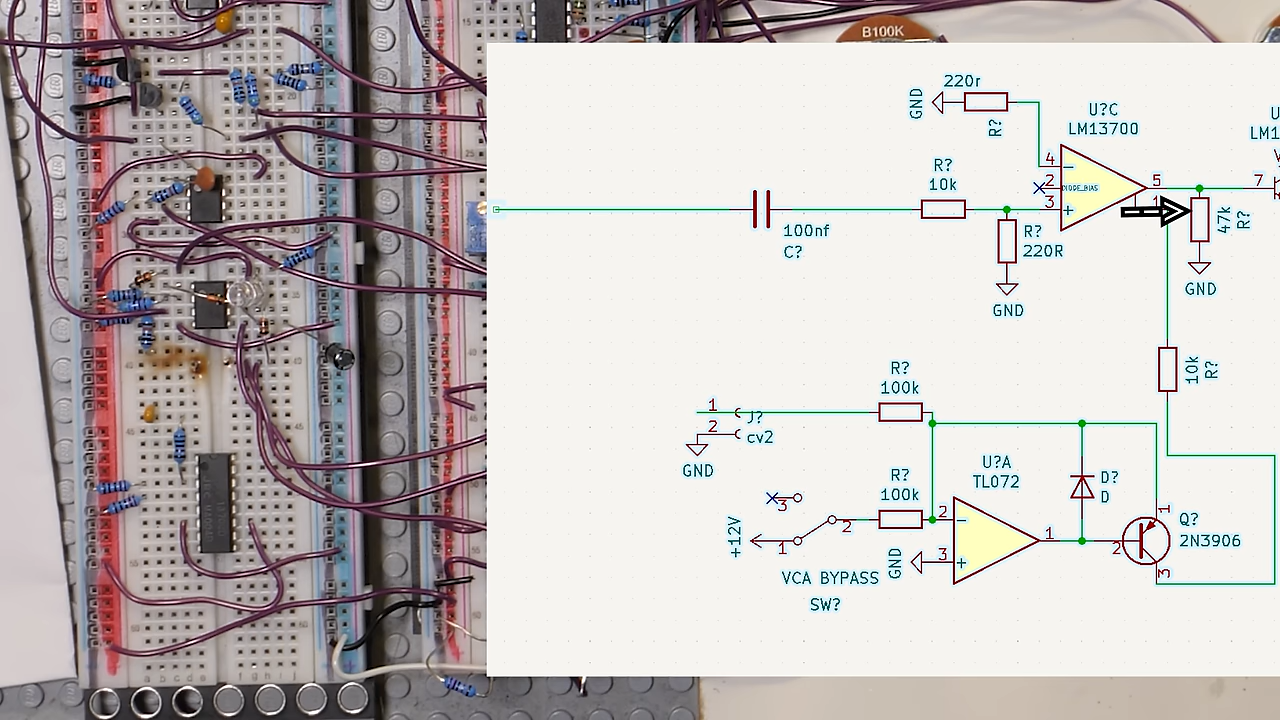 B100K
220r
GND
R?
U?C
LM13700
R?
10k
4
2
DIODE_BIAS
3
5
7
100nf
C?
R?
220R
GND
47k
R?
GND
10k
R?
R?
100k
1
2
J?
cv2
GND
R?
100k
U?A
TL072
D?
D
Q?
2N3906
1
2
3
3
+12V
1
2
VCA BYPASS
SW?
GND
2
3
1